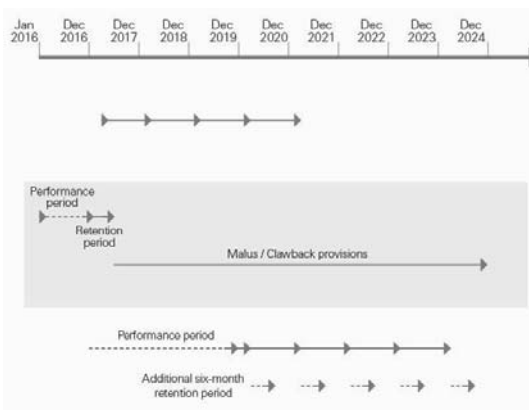 Jan Dec Dec Dec Dec Dec Dec Dec Dec Dec
2016 2016 2017 2018 2019 2020 2021 2022 2023 2024
Performance
period
Retention
period
Malus / Clawback provisions
Performance period
Additional six-month
retention period